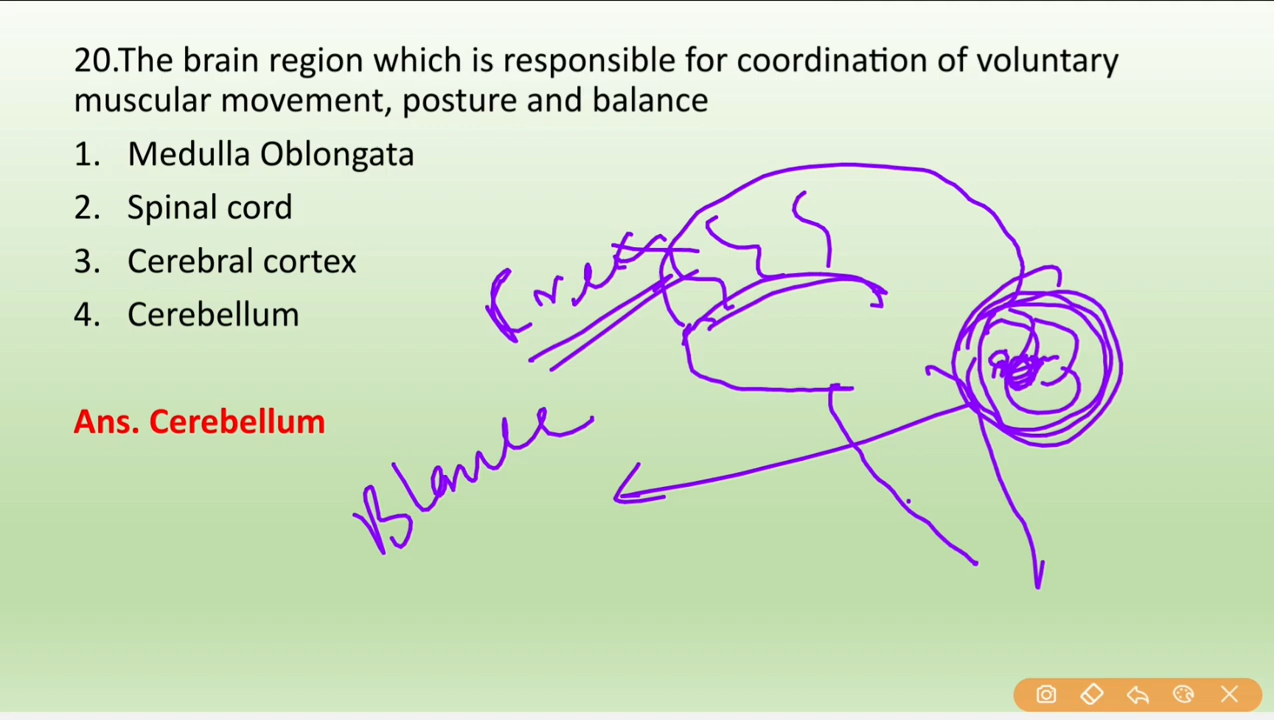 20.The brain region which is responsible for coordination of voluntary
muscular movement, posture and balance
1. Medulla Oblongata
2. Spinal cord
3. Cerebral cortex
4. Cerebellum
Ans. Cerebellum
Blance